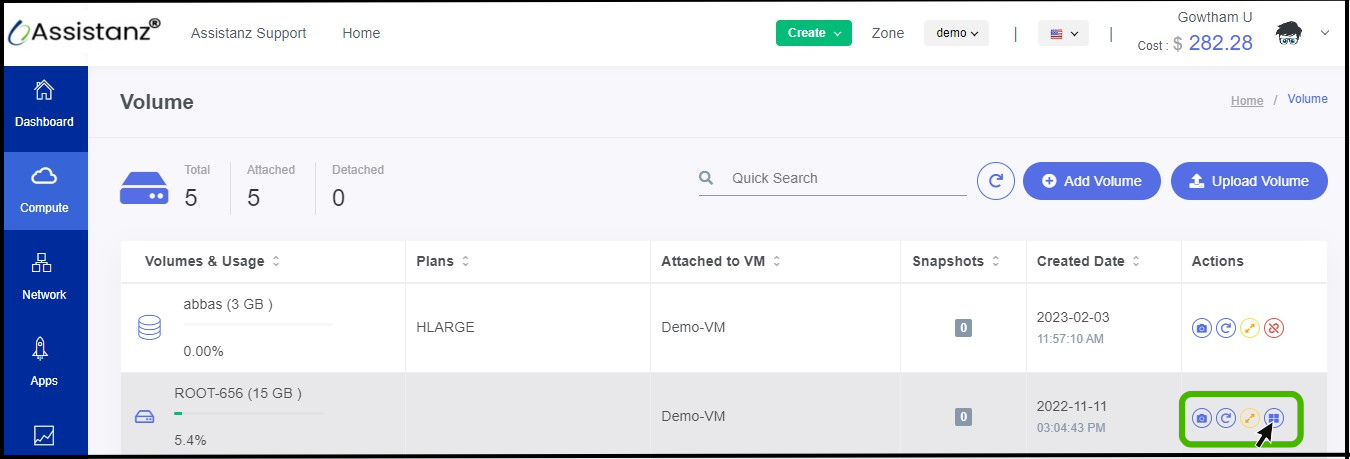 Assistanz®
Assistanz Support
Home
Create
Zone
demo
|
|
Gowtham U
Cost : $ 282.28
Dashboard
Compute
Network
Apps
Volume
Home / Volume
Total
5
Attached
5
Detached
0
Quick Search
Add Volume
Upload Volume
Volumes & Usage
Plans
Attached to VM
Snapshots
Created Date
Actions
abbas (3 GB )
0.00%
HLARGE
Demo-VM
0
2023-02-03
11:57:10 AM
ROOT-656 (15 GB )
5.4%
Demo-VM
0
2022-11-11
03:04:43 PM